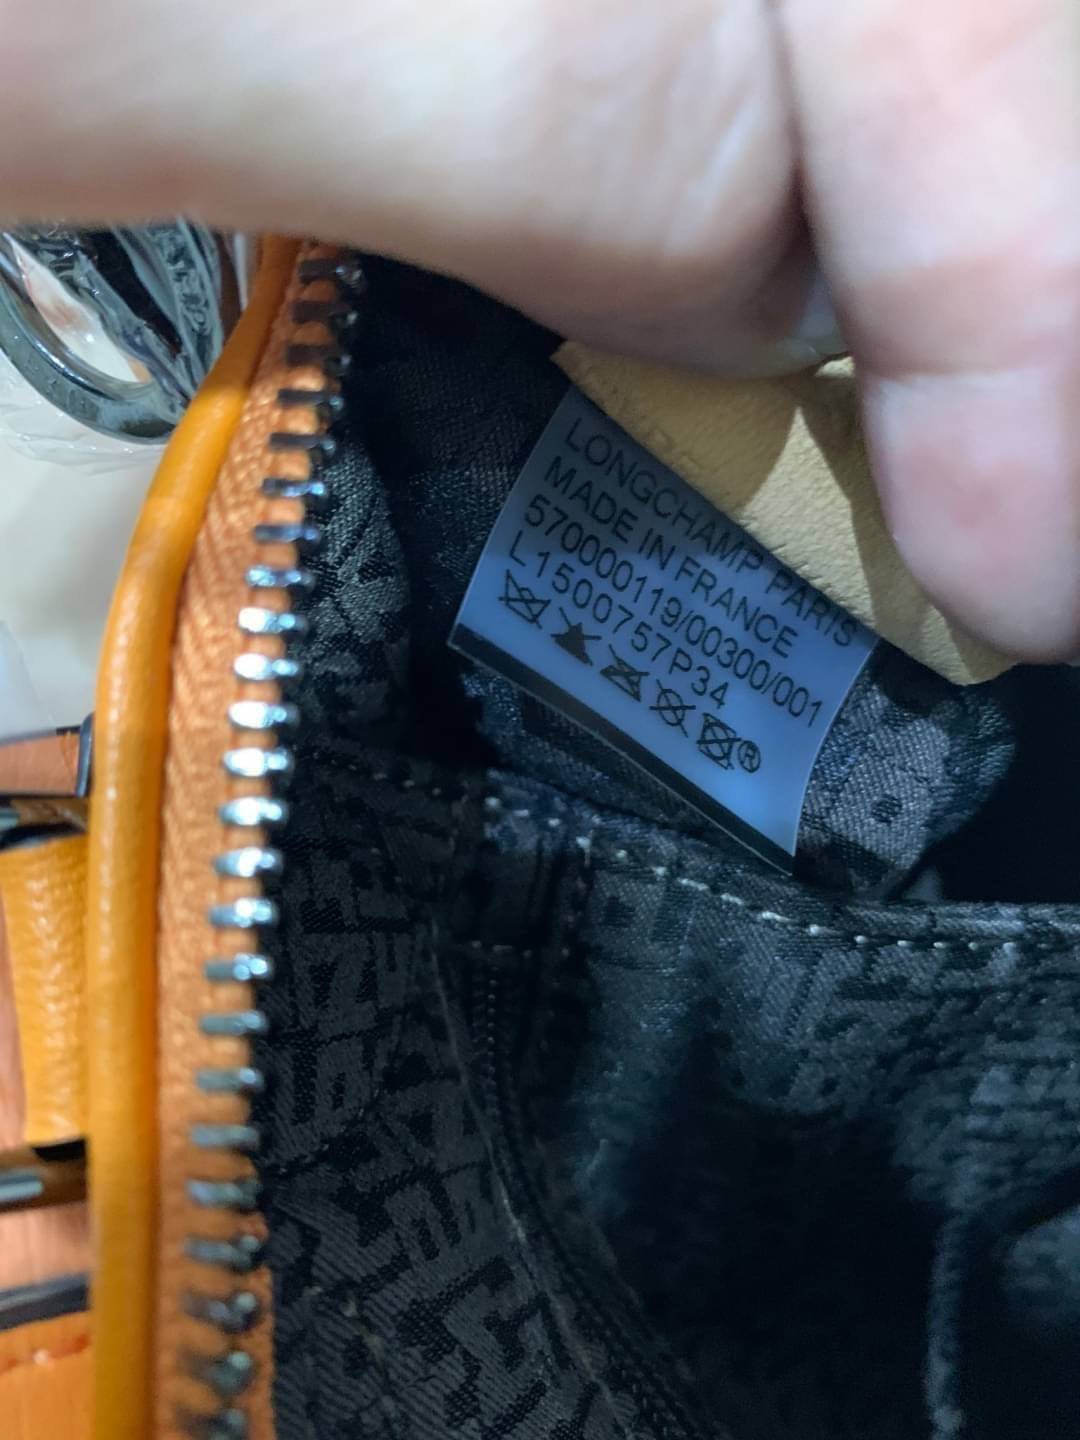 LONGCHAMP PARIS
MADE IN FRANCE
570000119/00300/001
L1500757P34
®